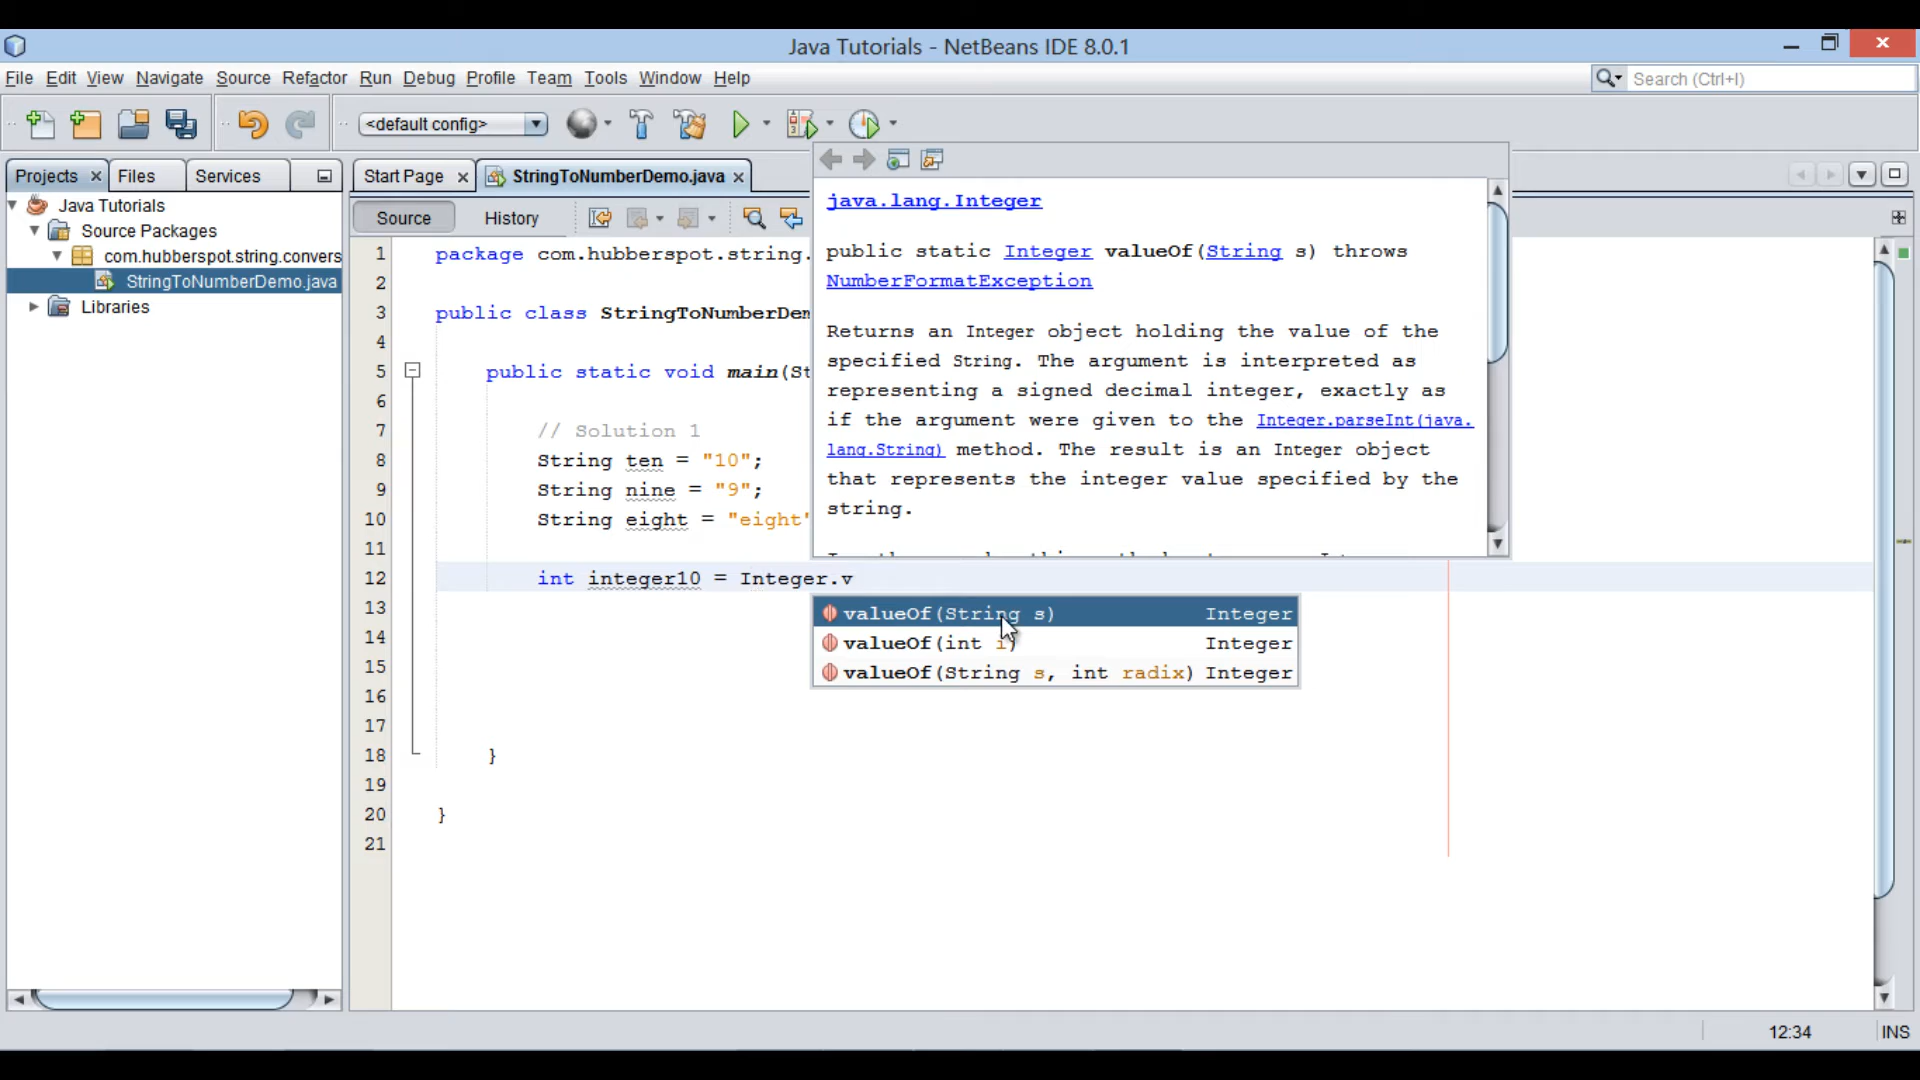 Java Tutorials - NetBeans IDE 8.0.1
File Edit View Navigate Source Refactor Run Debug Profile Team Tools Window Help
Search (Ctrl+I)
<default config>
Projects Files Services
Start Page StringToNumberDemo.java
Source History
Java Tutorials
Source Packages
com.hubberspot.string.convers
StringToNumberDemo.java
Libraries
java.lang.Integer
public static Integer valueOf(String s) throws
NumberFormatException
Returns an Integer object holding the value of the
specified String. The argument is interpreted as
representing a signed decimal integer, exactly as
if the argument were given to the Integer.parseInt(java.
lang.String) method. The result is an Integer object
that represents the integer value specified by the
string.
1 package com.hubberspot.string.
2
3 public class StringToNumberDem
4
5 public static void main(St
6
7 // Solution 1
8 String ten = "10";
9 String nine = "9";
10 String eight = "eight"
11
12 int integer10 = Integer.v
13
14
15
16
17
18 }
19
20 }
21
valueOf(String s) Integer
valueOf(int i) Integer
valueOf(String s, int radix) Integer
12:34 INS